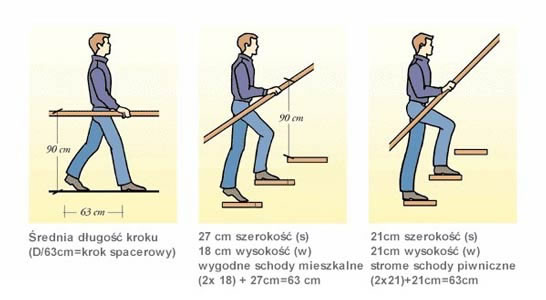 90 cm
63 cm
90 cm
Średnia długość kroku
(D/63cm=krok spacerowy)
27 cm szerokość (s)
18 cm wysokość (w)
wygodne schody mieszkalne
(2x 18) + 27cm=63 cm
21cm szerokość (s)
21cm wysokość (w)
strome schody piwniczne
(2x21)+21cm=63cm